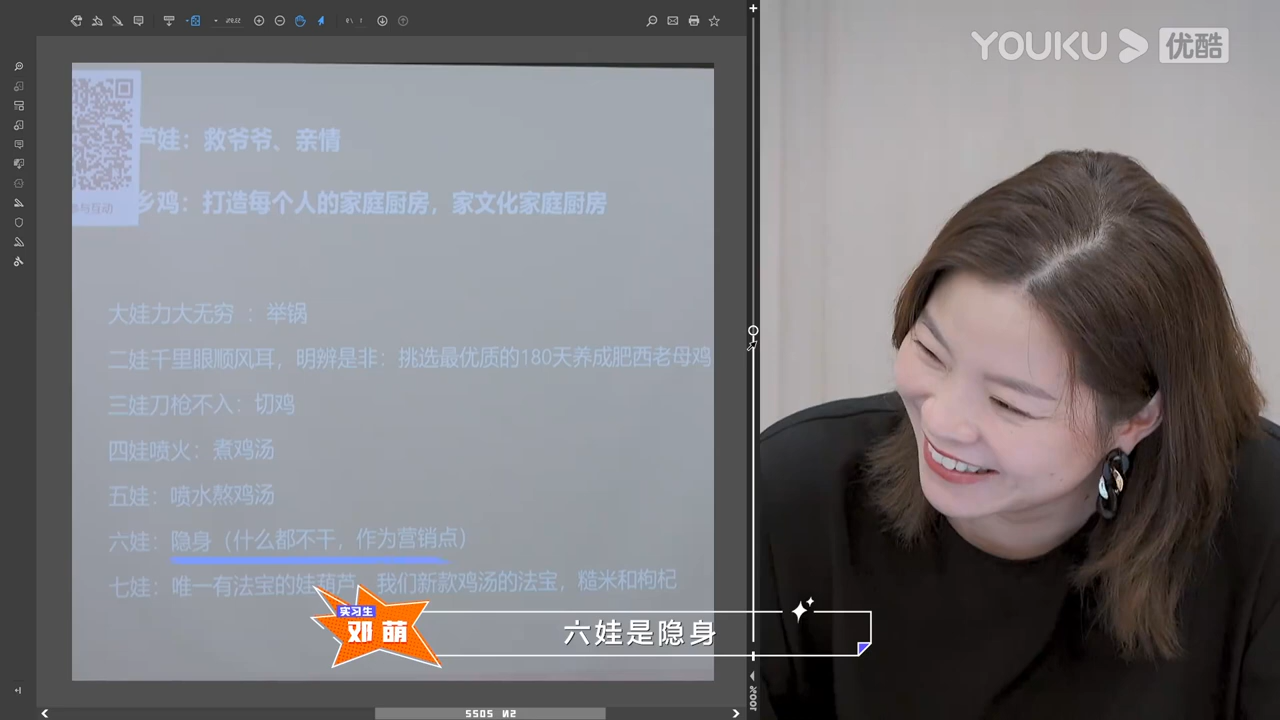 YOUKU 优酷
芦娃：救爷爷、亲情
乡鸡：打造每个人的家庭厨房，家文化家庭厨房
参与互动
大娃力大无穷 ：举锅
二娃千里眼顺风耳，明辨是非：挑选最优质的180天养成肥西老母鸡
三娃刀枪不入：切鸡
四娃喷火：煮鸡汤
五娃：喷水熬鸡汤
六娃：隐身（什么都不干，作为营销点）
七娃：唯一有法宝的娃葫芦，我们新款鸡汤的法宝，糙米和枸杞
实习生
邓萌
六娃是隐身
100%